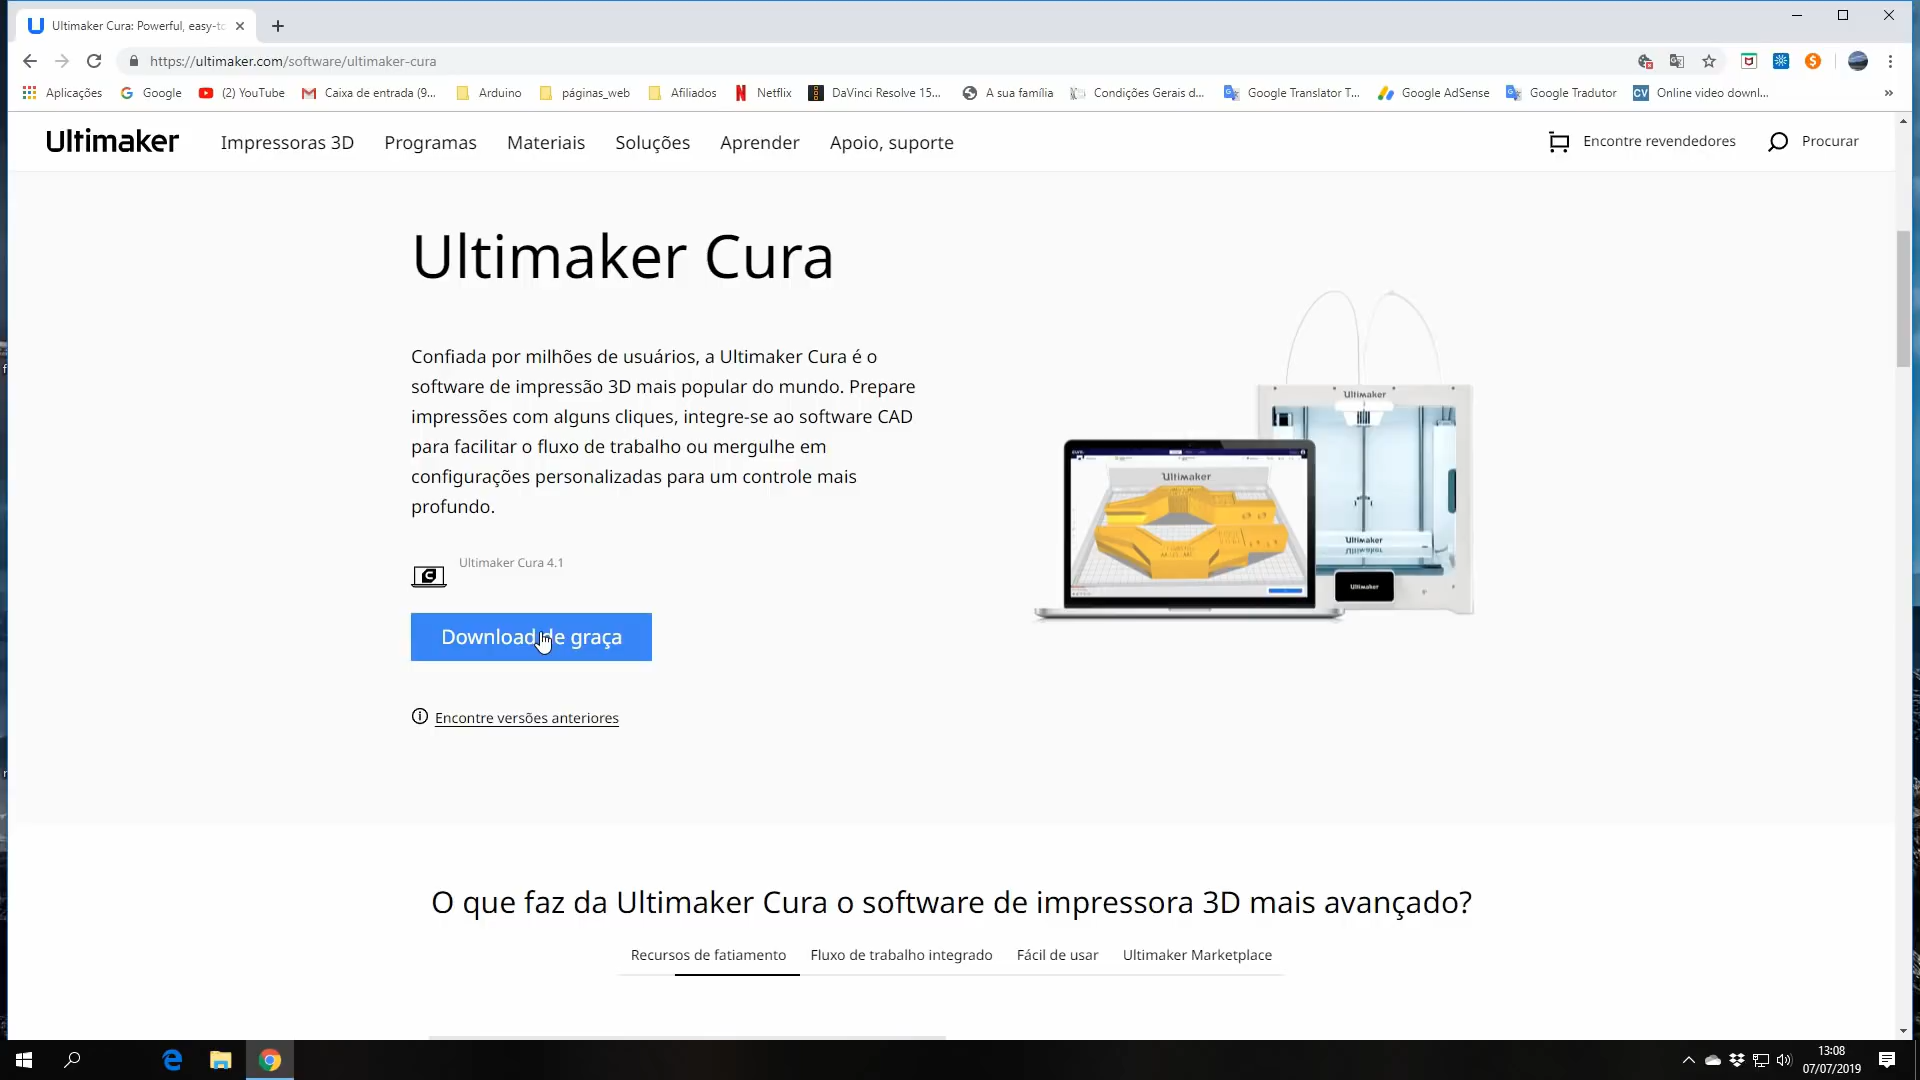 Ultimaker Cura: Powerful, easy-to
https://ultimaker.com/software/ultimaker-cura
Aplicações
Google
(2) YouTube
Caixa de entrada (9...
Arduino
páginas_web
Afiliados
Netflix
DaVinci Resolve 15...
A sua família
Condições Gerais d...
Google Translator T...
Google AdSense
Google Tradutor
Online video downl...
»
Ultimaker
Impressoras 3D
Programas
Materiais
Soluções
Aprender
Apoio, suporte
Encontre revendedores
Procurar
Ultimaker Cura
Confiada por milhões de usuários, a Ultimaker Cura é o
software de impressão 3D mais popular do mundo. Prepare
impressões com alguns cliques, integre-se ao software CAD
para facilitar o fluxo de trabalho ou mergulhe em
configurações personalizadas para um controle mais
profundo.
Ultimaker Cura 4.1
Download de graça
Encontre versões anteriores
Ultimaker
Ultimaker
Ultimaker
Ultimaker
O que faz da Ultimaker Cura o software de impressora 3D mais avançado?
Recursos de fatiamento
Fluxo de trabalho integrado
Fácil de usar
Ultimaker Marketplace
13:08
07/07/2019